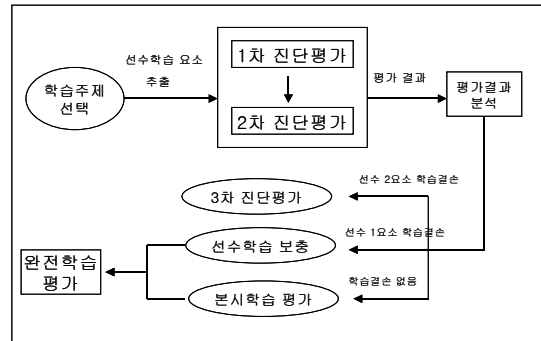 학습주제
선택
선수학습 요소
추출
1차 진단평가
2차 진단평가
평가 결과
평가결과
분석
3차 진단평가
선수 2요소 학습결손
선수학습 보충
선수 1요소 학습결손
본시학습 평가
학습결손 없음
완전학습
평가